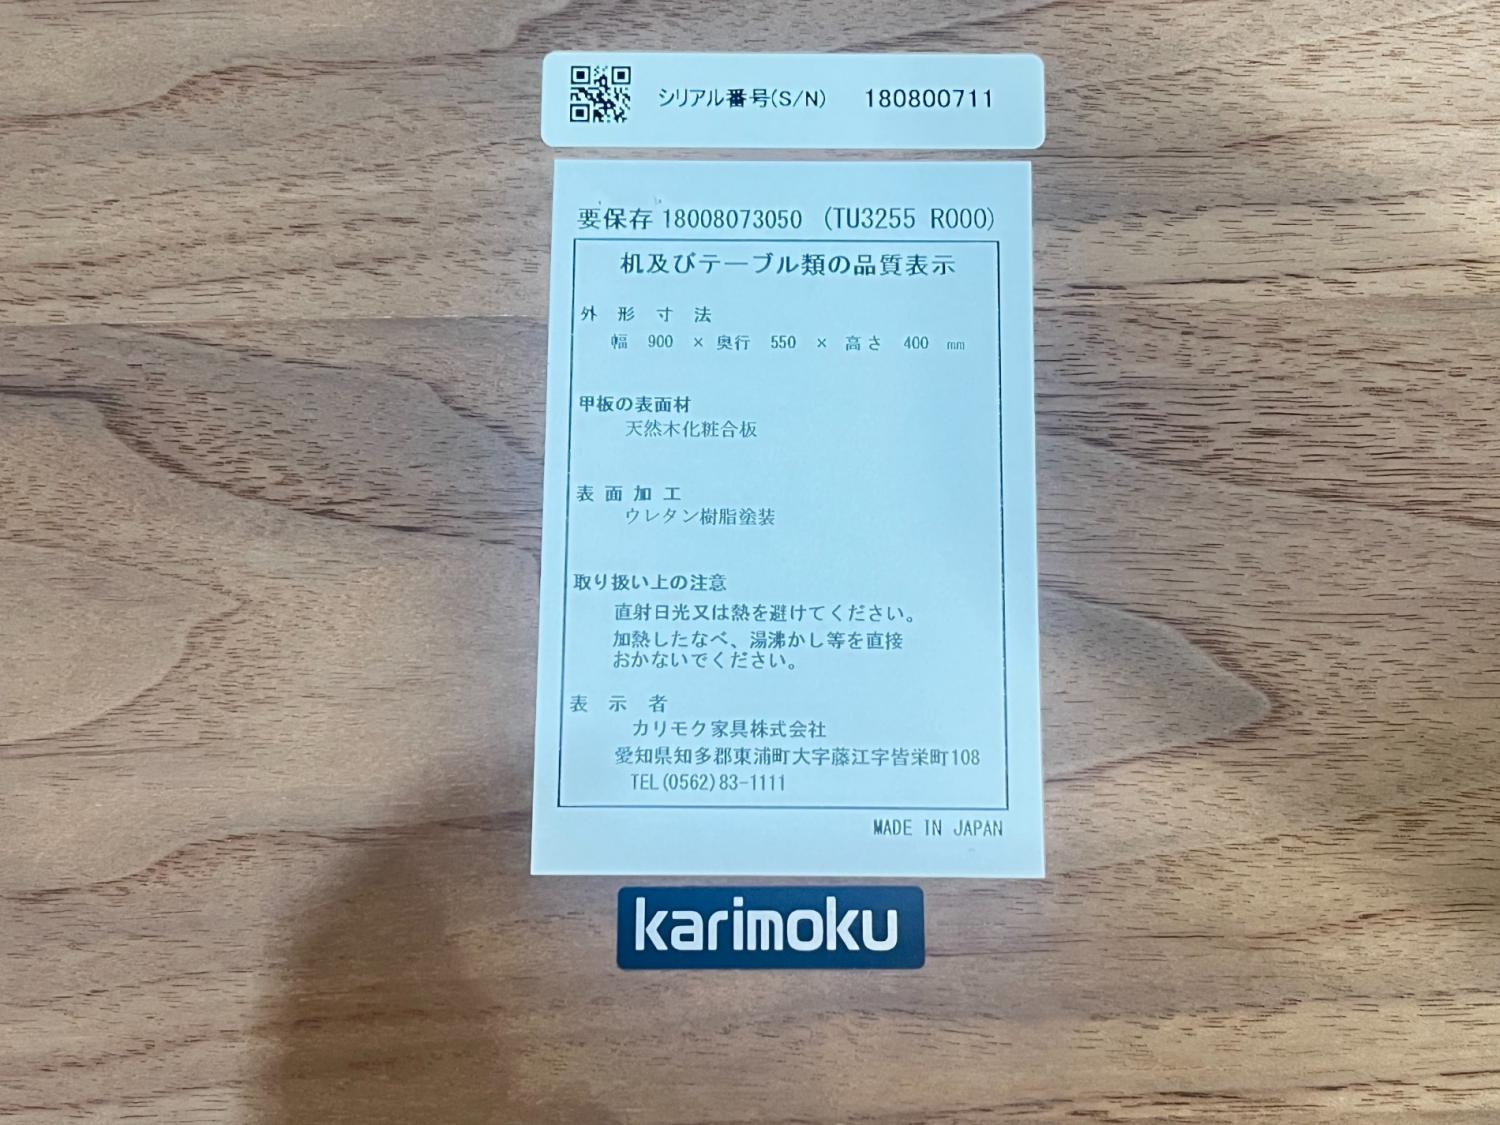 シリアル番号(S/N) 180800711
要保存 18008073050 (TU3255 R000)
机及びテーブル類の品質表示
外形寸法
幅 900 × 奥行 550 × 高さ 400 mm
甲板の表面材
天然木化粧合板
表面加工
ウレタン樹脂塗装
取り扱い上の注意
直射日光又は熱を避けてください。
加熱したなべ、湯沸かし等を直接
おかないでください。
表示者
カリモク家具株式会社
愛知県知多郡東浦町大字藤江字皆栄町108
TEL(0562)83-1111
MADE IN JAPAN
karimoku